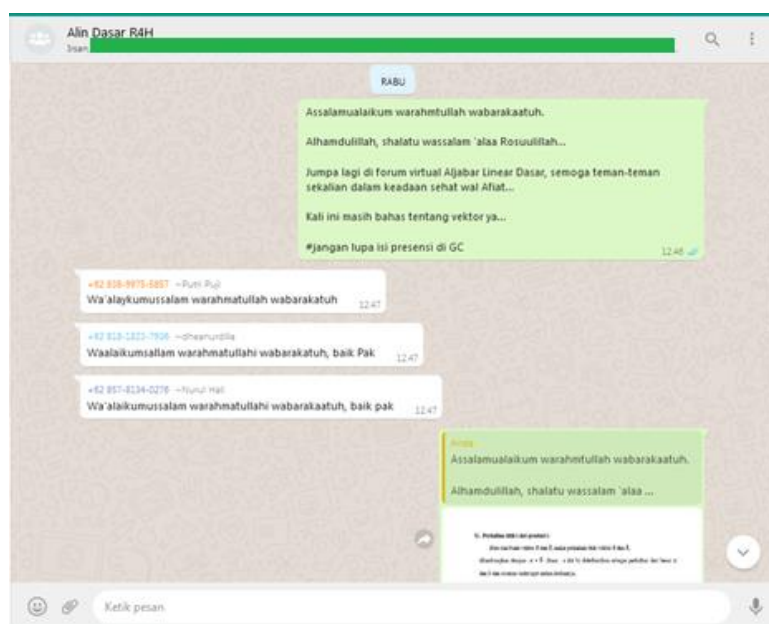 Alin Dasar R4H
Irsan
RABU
Assalamualaikum warahmtullah wabarakaatuh.
Alhamdulillah, shalatu wassalam 'alaa Rosuulillah...
Jumpa lagi di forum virtual Aljabar Linear Dasar, semoga teman-teman
sekalian dalam keadaan sehat wal Afiat...
Kali ini masih bahas tentang vektor ya...
#jangan lupa isi presensi di GC
12.46
~Putri Puji
Wa'alaykumussalam warahmatullah wabarakatuh
12.47
~dheanurdilla
Waalaikumsallam warahmatullahi wabarakatuh, baik Pak
12.47
~Nurul Hati
Wa'alaikumussalam warahmatullahi wabarakaatuh, baik pak
12.47
Anda
Assalamualaikum warahmtullah wabarakaatuh.
Alhamdulillah, shalatu wassalam 'alaa ...
Ketik pesan